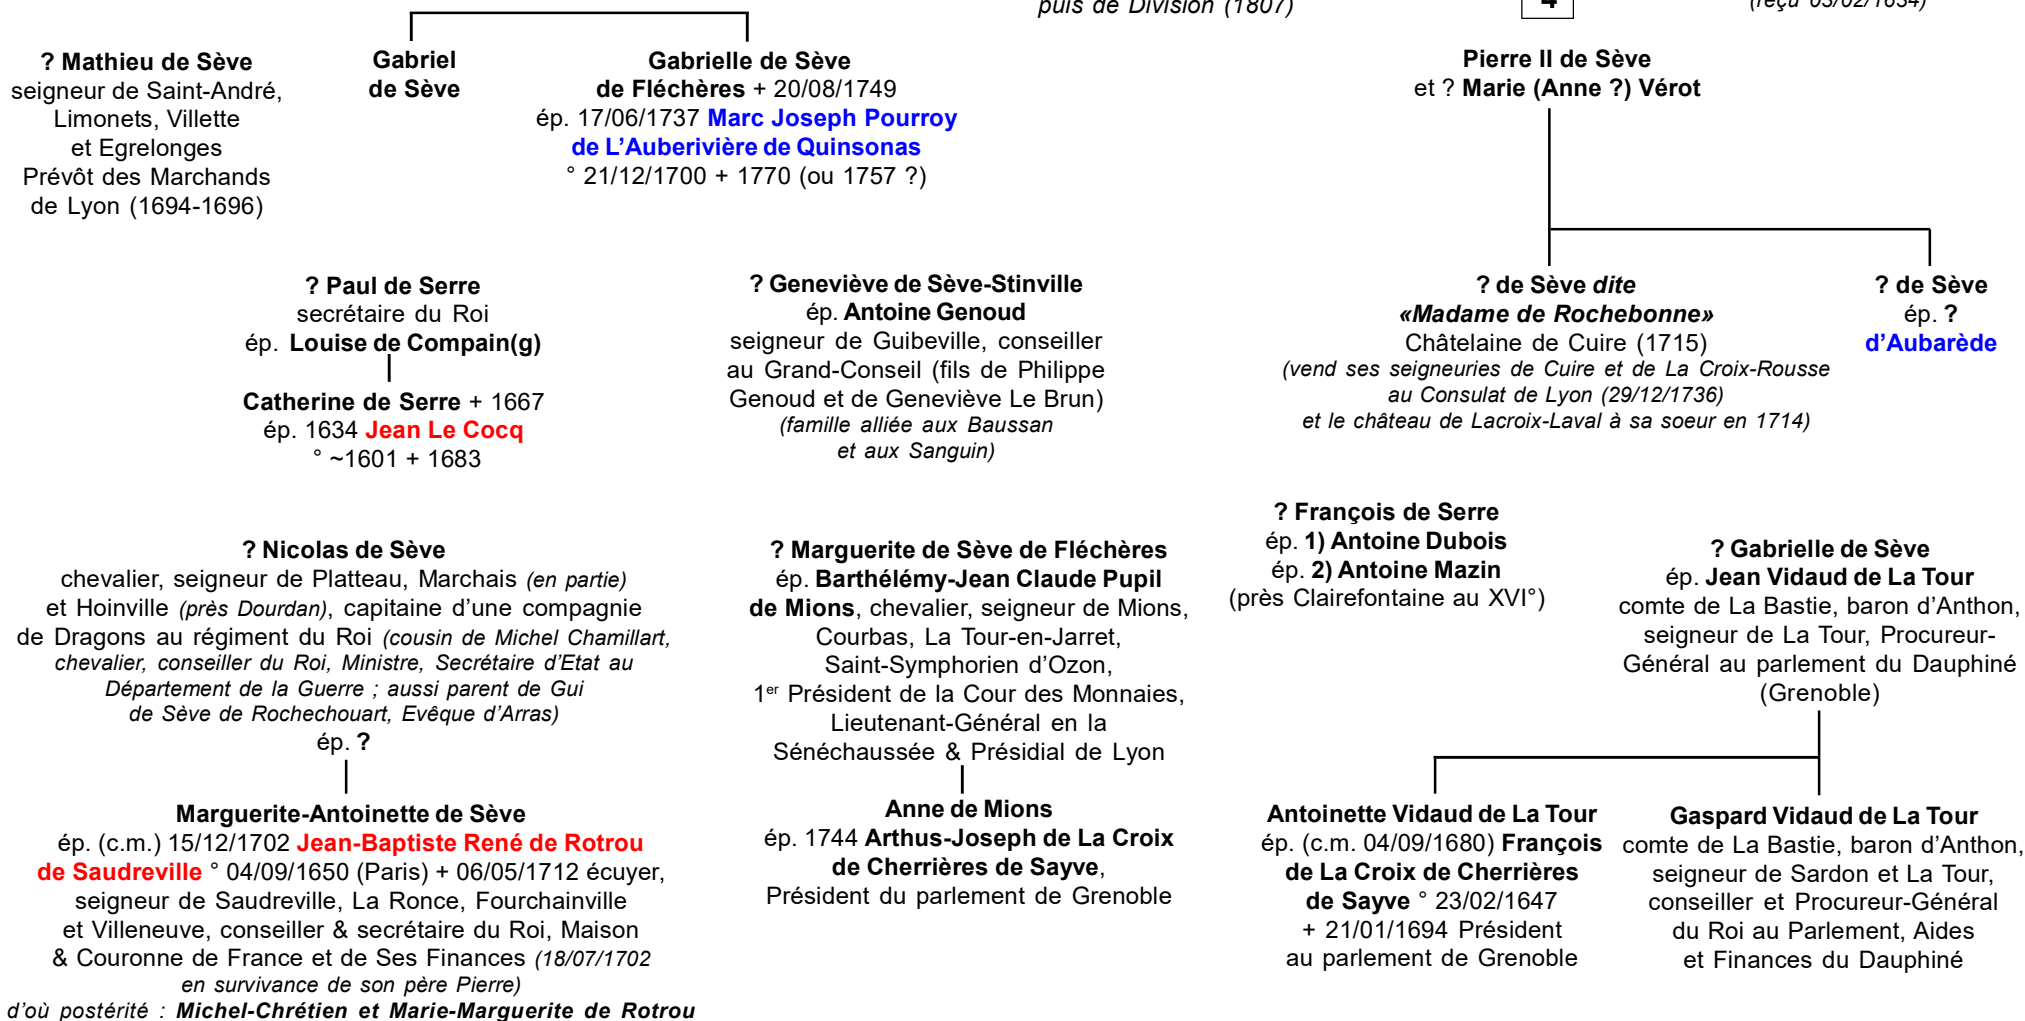 puis de Division (1807)
4
(reçu 03/02/1634)
? Mathieu de Sève
seigneur de Saint-André,
Limonets, Villette
et Egrelonges
Prévôt des Marchands
de Lyon (1694-1696)
Gabriel
de Sève
Gabrielle de Sève
de Fléchères + 20/08/1749
ép. 17/06/1737 Marc Joseph Pourroy
de L'Auberivière de Quinsonas
° 21/12/1700 + 1770 (ou 1757 ?)
Pierre II de Sève
et ? Marie (Anne ?) Vérot
? Paul de Serre
secrétaire du Roi
ép. Louise de Compain(g)
Catherine de Serre + 1667
ép. 1634 Jean Le Cocq
° ~1601 + 1683
? Geneviève de Sève-Stinville
ép. Antoine Genoud
seigneur de Guibeville, conseiller
au Grand-Conseil (fils de Philippe
Genoud et de Geneviève Le Brun)
(famille alliée aux Baussan
et aux Sanguin)
? de Sève dite
«Madame de Rochebonne»
Châtelaine de Cuire (1715)
(vend ses seigneuries de Cuire et de La Croix-Rousse
au Consulat de Lyon (29/12/1736)
et le château de Lacroix-Laval à sa soeur en 1714)
? de Sève
ép. ?
d'Aubarède
? Nicolas de Sève
chevalier, seigneur de Platteau, Marchais (en partie)
et Hoinville (près Dourdan), capitaine d'une compagnie
de Dragons au régiment du Roi (cousin de Michel Chamillart,
chevalier, conseiller du Roi, Ministre, Secrétaire d'Etat au
Département de la Guerre ; aussi parent de Gui
de Sève de Rochechouart, Evêque d'Arras)
ép. ?
Marguerite-Antoinette de Sève
ép. (c.m.) 15/12/1702 Jean-Baptiste René de Rotrou
de Saudreville ° 04/09/1650 (Paris) + 06/05/1712 écuyer,
seigneur de Saudreville, La Ronce, Fourchainville
et Villeneuve, conseiller & secrétaire du Roi, Maison
& Couronne de France et de Ses Finances (18/07/1702
en survivance de son père Pierre)
d'où postérité : Michel-Chrétien et Marie-Marguerite de Rotrou
? Marguerite de Sève de Fléchères
ép. Barthélémy-Jean Claude Pupil
de Mions, chevalier, seigneur de Mions,
Courbas, La Tour-en-Jarret,
Saint-Symphorien d'Ozon,
1er Président de la Cour des Monnaies,
Lieutenant-Général en la
Sénéchaussée & Présidial de Lyon
Anne de Mions
ép. 1744 Arthus-Joseph de La Croix
de Cherrières de Sayve,
Président du parlement de Grenoble
? François de Serre
ép. 1) Antoine Dubois
ép. 2) Antoine Mazin
(près Clairefontaine au XVI°)
? Gabrielle de Sève
ép. Jean Vidaud de La Tour
comte de La Bastie, baron d'Anthon,
seigneur de La Tour, Procureur-
Général au parlement du Dauphiné
(Grenoble)
Antoinette Vidaud de La Tour
ép. (c.m. 04/09/1680) François
de La Croix de Cherrières
de Sayve ° 23/02/1647
+ 21/01/1694 Président
au parlement de Grenoble
Gaspard Vidaud de La Tour
comte de La Bastie, baron d'Anthon,
seigneur de Sardon et La Tour,
conseiller et Procureur-Général
du Roi au Parlement, Aides
et Finances du Dauphiné